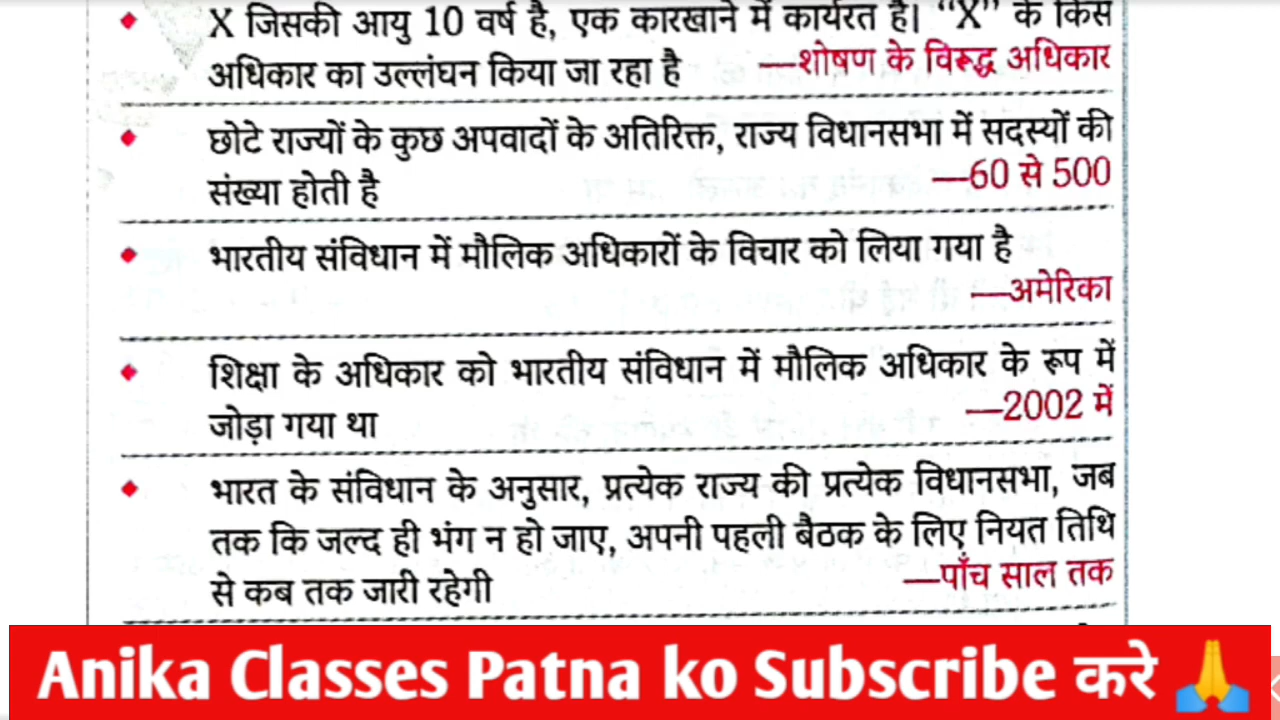 X जिसकी आयु 10 वर्ष है, एक कारखाने में कार्यरत है। “X” के किस
अधिकार का उल्लंघन किया जा रहा है —शोषण के विरूद्ध अधिकार
छोटे राज्यों के कुछ अपवादों के अतिरिक्त, राज्य विधानसभा में सदस्यों की
संख्या होती है —60 से 500
भारतीय संविधान में मौलिक अधिकारों के विचार को लिया गया है
—अमेरिका
शिक्षा के अधिकार को भारतीय संविधान में मौलिक अधिकार के रूप में
जोड़ा गया था —2002 में
भारत के संविधान के अनुसार, प्रत्येक राज्य की प्रत्येक विधानसभा, जब
तक कि जल्द ही भंग न हो जाए, अपनी पहली बैठक के लिए नियत तिथि
से कब तक जारी रहेगी —पाँच साल तक
Anika Classes Patna ko Subscribe करे 🙏